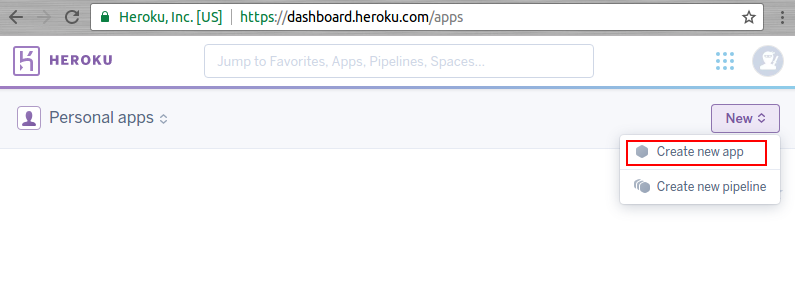 Heroku, Inc. [US] https://dashboard.heroku.com/apps
HEROKU
Jump to Favorites, Apps, Pipelines, Spaces...
Personal apps
New
Create new app
Create new pipeline